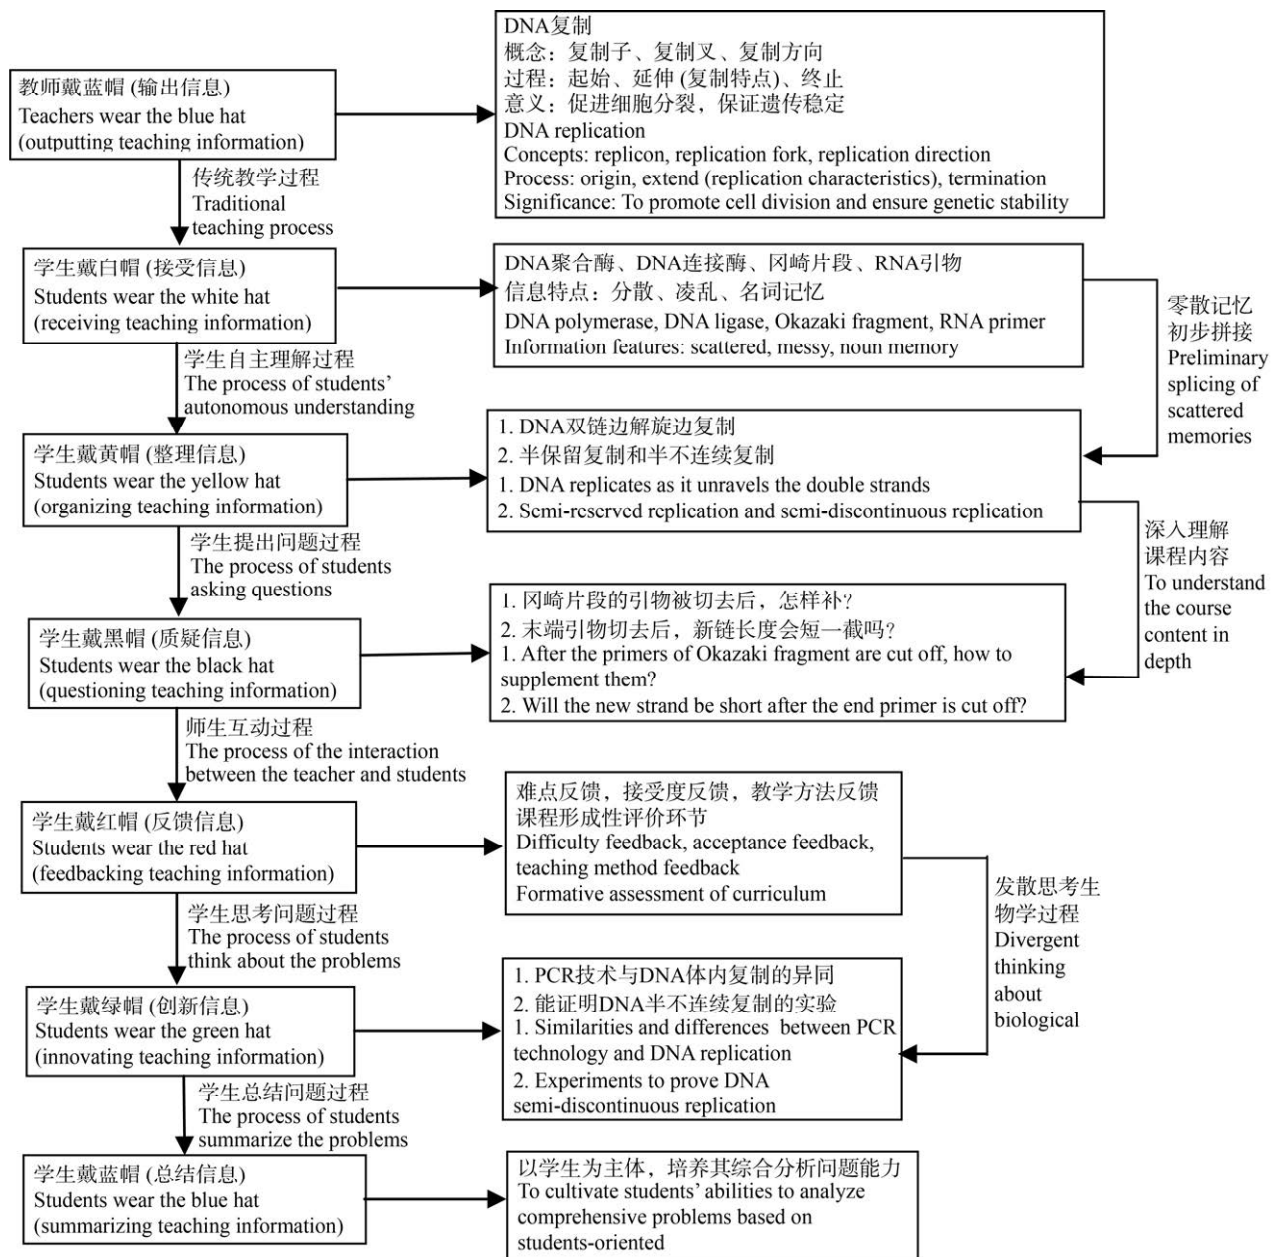 教师戴蓝帽 (输出信息)
Teachers wear the blue hat
(outputting teaching information)
DNA复制
概念：复制子、复制叉、复制方向
过程：起始、延伸 (复制特点)、终止
意义：促进细胞分裂，保证遗传稳定
DNA replication
Concepts: replicon, replication fork, replication direction
Process: origin, extend (replication characteristics), termination
Significance: To promote cell division and ensure genetic stability
传统教学过程
Traditional
teaching process
学生戴白帽 (接受信息)
Students wear the white hat
(receiving teaching information)
DNA聚合酶、DNA连接酶、冈崎片段、RNA引物
信息特点：分散、凌乱、名词记忆
DNA polymerase, DNA ligase, Okazaki fragment, RNA primer
Information features: scattered, messy, noun memory
零散记忆
初步拼接
Preliminary
splicing of
scattered
memories
学生自主理解过程
The process of students’
autonomous understanding
学生戴黄帽 (整理信息)
Students wear the yellow hat
(organizing teaching information)
1. DNA双链边解旋边复制
2. 半保留复制和半不连续复制
1. DNA replicates as it unravels the double strands
2. Semi-reserved replication and semi-discontinuous replication
深入理解
课程内容
To understand
the course
content in
depth
学生提出问题过程
The process of students
asking questions
学生戴黑帽 (质疑信息)
Students wear the black hat
(questioning teaching information)
1. 冈崎片段的引物被切去后，怎样补？
2. 末端引物切去后，新链长度会短一截吗？
1. After the primers of Okazaki fragment are cut off, how to
supplement them?
2. Will the new strand be short after the end primer is cut off?
师生互动过程
The process of the interaction
between the teacher and students
学生戴红帽 (反馈信息)
Students wear the red hat
(feedbacking teaching information)
难点反馈，接受度反馈，教学方法反馈
课程形成性评价环节
Difficulty feedback, acceptance feedback,
teaching method feedback
Formative assessment of curriculum
发散思考生
物学过程
Divergent
thinking
about
biological
学生思考问题过程
The process of students
think about the problems
学生戴绿帽 (创新信息)
Students wear the green hat
(innovating teaching information)
1. PCR技术与DNA体内复制的异同
2. 能证明DNA半不连续复制的实验
1. Similarities and differences between PCR
technology and DNA replication
2. Experiments to prove DNA
semi-discontinuous replication
学生总结问题过程
The process of students
summarize the problems
学生戴蓝帽 (总结信息)
Students wear the blue hat
(summarizing teaching information)
以学生为主体，培养其综合分析问题能力
To cultivate students’ abilities to analyze
comprehensive problems based on
students-oriented